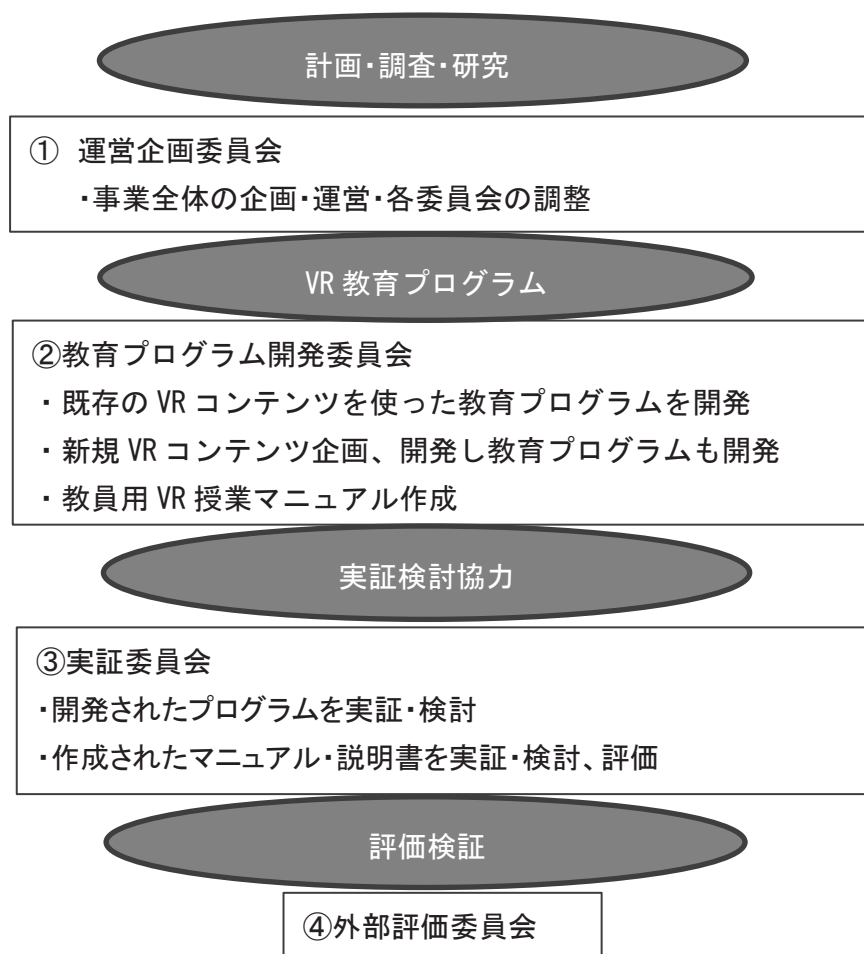 計画・調査・研究
① 運営企画委員会
・事業全体の企画・運営・各委員会の調整
VR 教育プログラム
②教育プログラム開発委員会
・既存の VR コンテンツを使った教育プログラムを開発
・新規 VR コンテンツ企画、開発し教育プログラムも開発
・教員用 VR 授業マニュアル作成
実証検討協力
③実証委員会
・開発されたプログラムを実証・検討
・作成されたマニュアル・説明書を実証・検討、評価
評価検証
④外部評価委員会